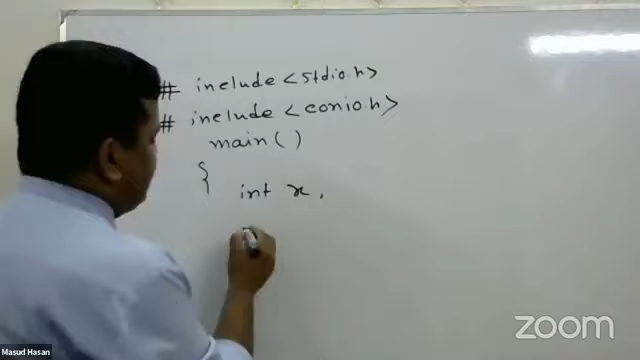 # include <stdio.h>
# include <conio.h>
main()
{
int x,
zoom
Masud Hasan